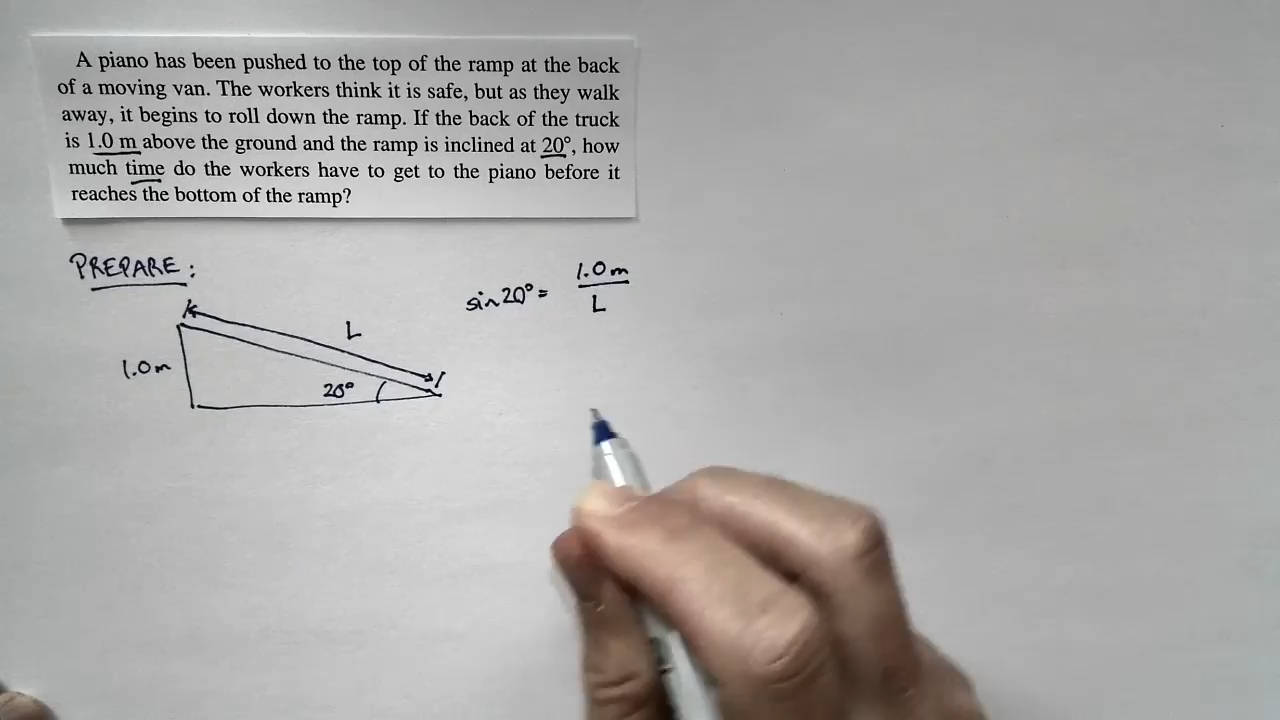 A piano has been pushed to the top of the ramp at the back
of a moving van. The workers think it is safe, but as they walk
away, it begins to roll down the ramp. If the back of the truck
is 1.0 m above the ground and the ramp is inclined at 20°, how
much time do the workers have to get to the piano before it
reaches the bottom of the ramp?
PREPARE:
sin 20° = 1.0m / L
L
1.0m
20°